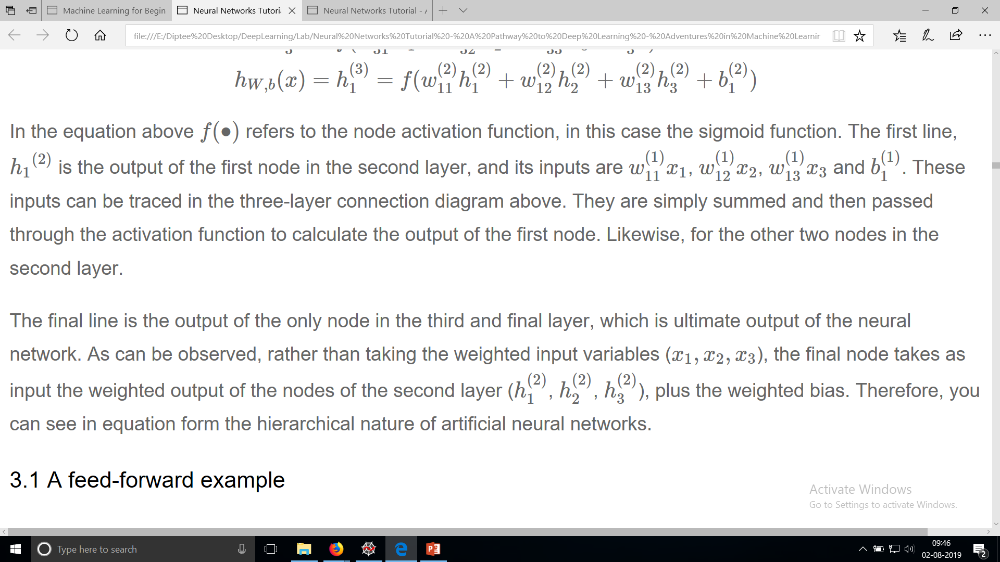 Machine Learning for Begin
Neural Networks Tutori
Neural Networks Tutorial - A
file:///E:/Diptee%20Desktop/DeepLearning/Lab/Neural%20Networks%20Tutorial%20-%20A%20Pathway%20to%20Deep%20Learning%20-%20Adventures%20in%20Machine%20Learnin
h_{W,b}(x) = h_1^{(3)} = f(w_{11}^{(2)} h_1^{(2)} + w_{12}^{(2)} h_2^{(2)} + w_{13}^{(2)} h_3^{(2)} + b_1^{(2)})
In the equation above f(●) refers to the node activation function, in this case the sigmoid function. The first line,
h_1^{(2)} is the output of the first node in the second layer, and its inputs are w_{11}^{(1)} x_1, w_{12}^{(1)} x_2, w_{13}^{(1)} x_3 and b_1^{(1)}. These
inputs can be traced in the three-layer connection diagram above. They are simply summed and then passed
through the activation function to calculate the output of the first node. Likewise, for the other two nodes in the
second layer.
The final line is the output of the only node in the third and final layer, which is ultimate output of the neural
network. As can be observed, rather than taking the weighted input variables (x_1, x_2, x_3), the final node takes as
input the weighted output of the nodes of the second layer (h_1^{(2)}, h_2^{(2)}, h_3^{(2)}), plus the weighted bias. Therefore, you
can see in equation form the hierarchical nature of artificial neural networks.
3.1 A feed-forward example
Activate Windows
Go to Settings to activate Windows.
Type here to search
09:46
02-08-2019
2